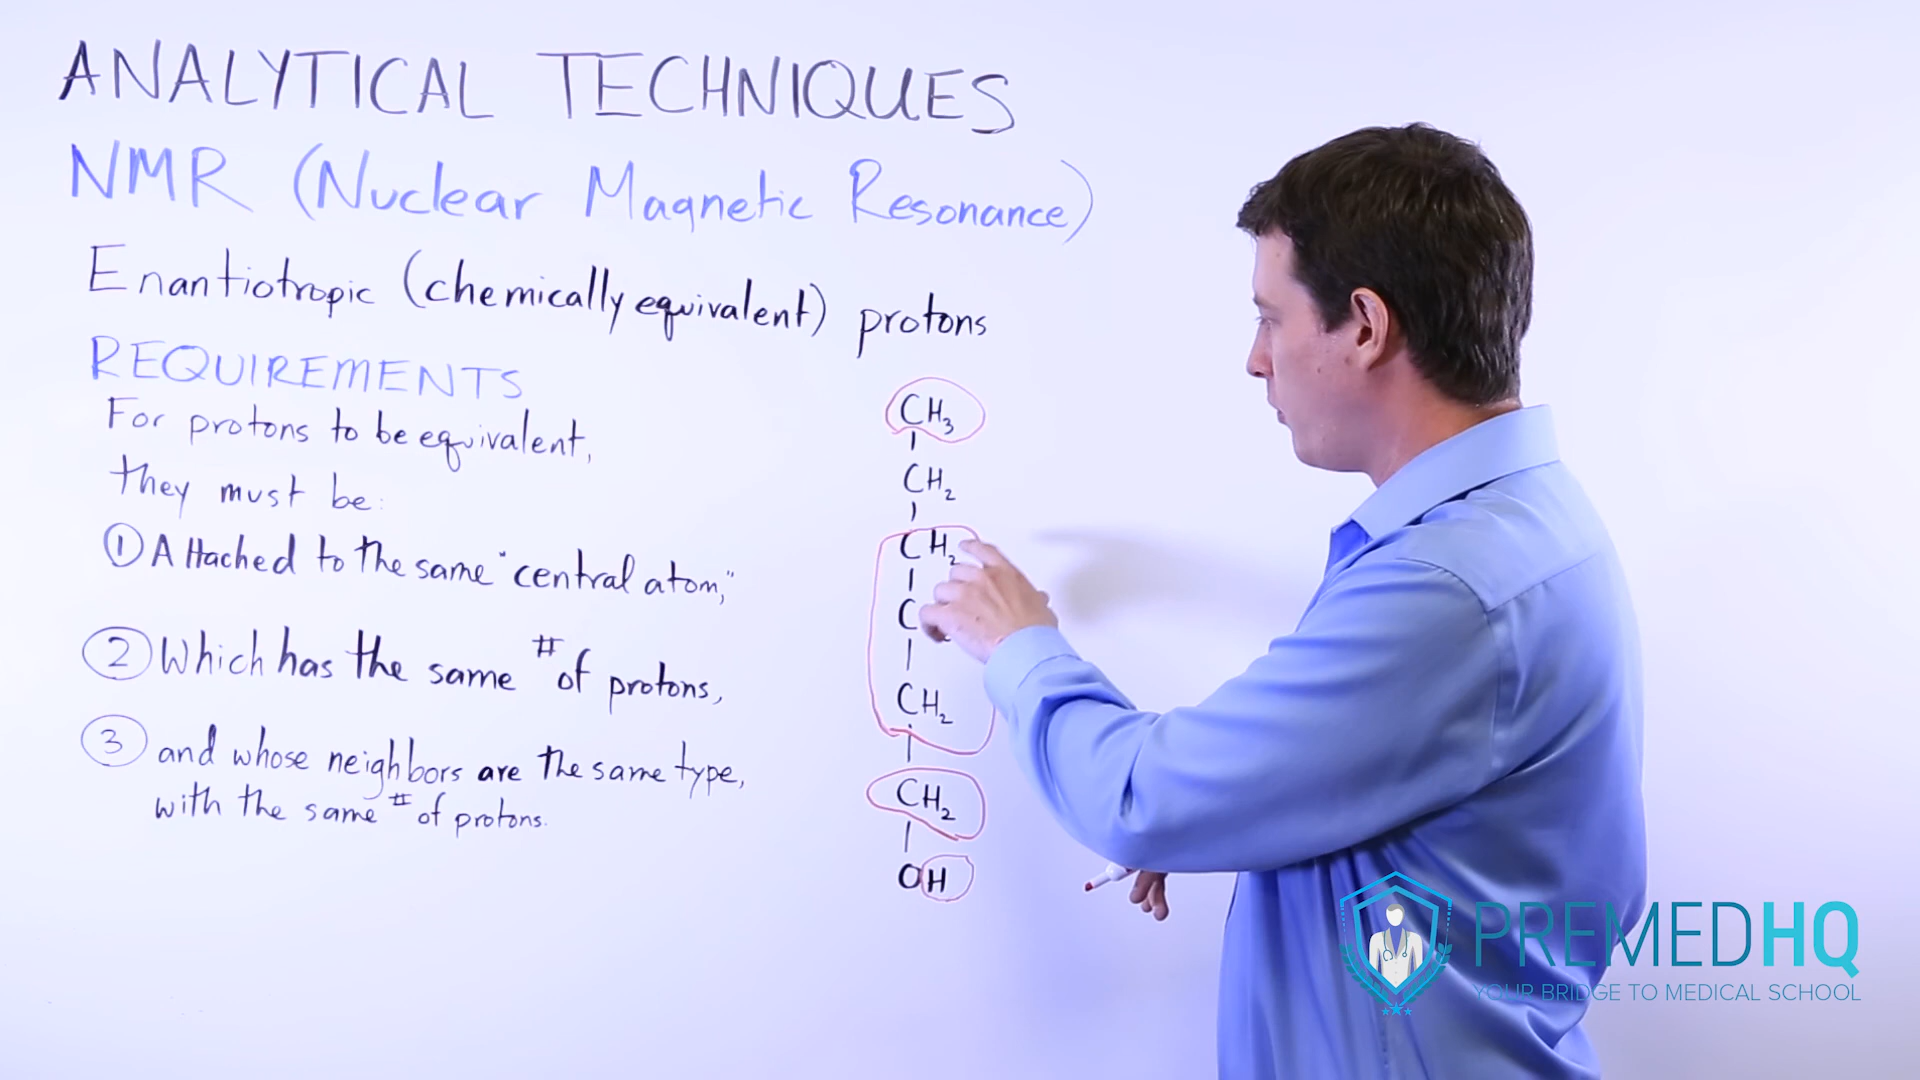 ANALYTICAL TECHNIQUES
NMR (Nuclear Magnetic Resonance)
Enantiotropic (chemically equivalent) protons
REQUIREMENTS
For protons to be equivalent,
they must be:
① Attached to the same "central atom,"
② Which has the same # of protons,
③ and whose neighbors are the same type,
with the same # of protons.
CH₃
CH₂
CH₂
C
CH₂
CH₂
OH
PREMEDHQ
YOUR BRIDGE TO MEDICAL SCHOOL